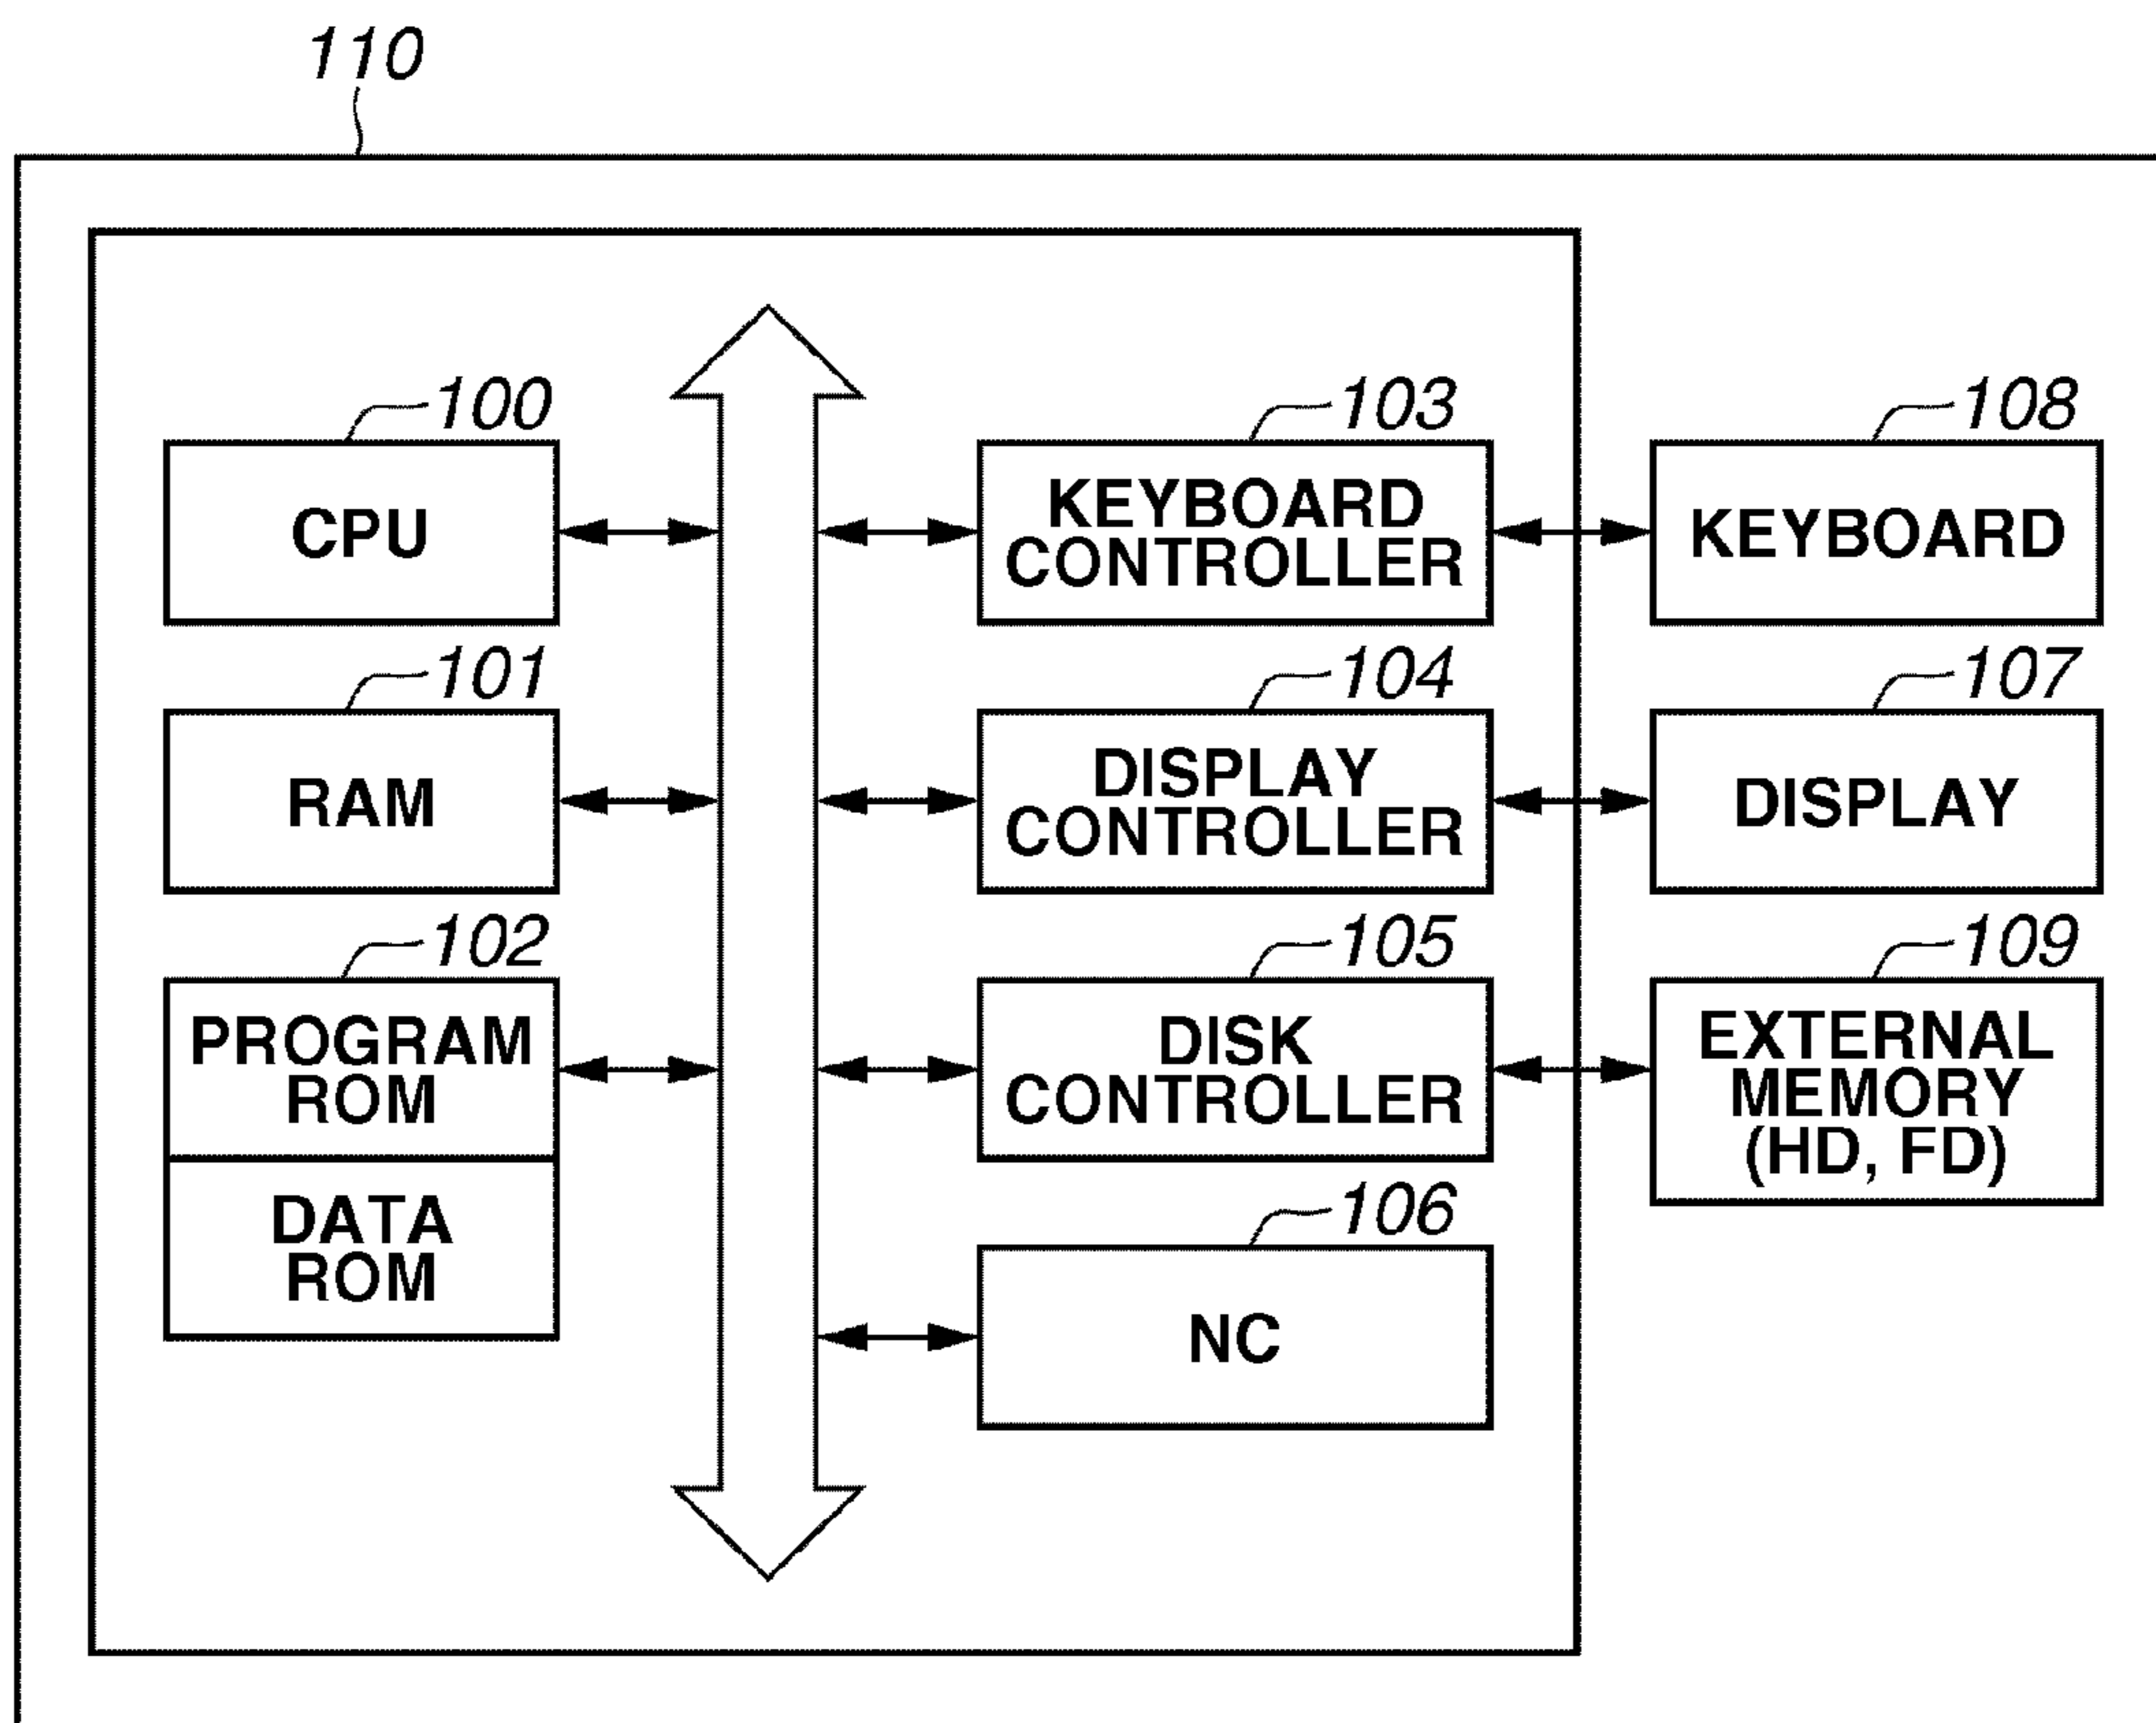 110
100
CPU
103
KEYBOARD
CONTROLLER
108
KEYBOARD
101
RAM
104
DISPLAY
CONTROLLER
107
DISPLAY
102
PROGRAM
ROM
DATA
ROM
105
DISK
CONTROLLER
109
EXTERNAL
MEMORY
(HD, FD)
106
NC